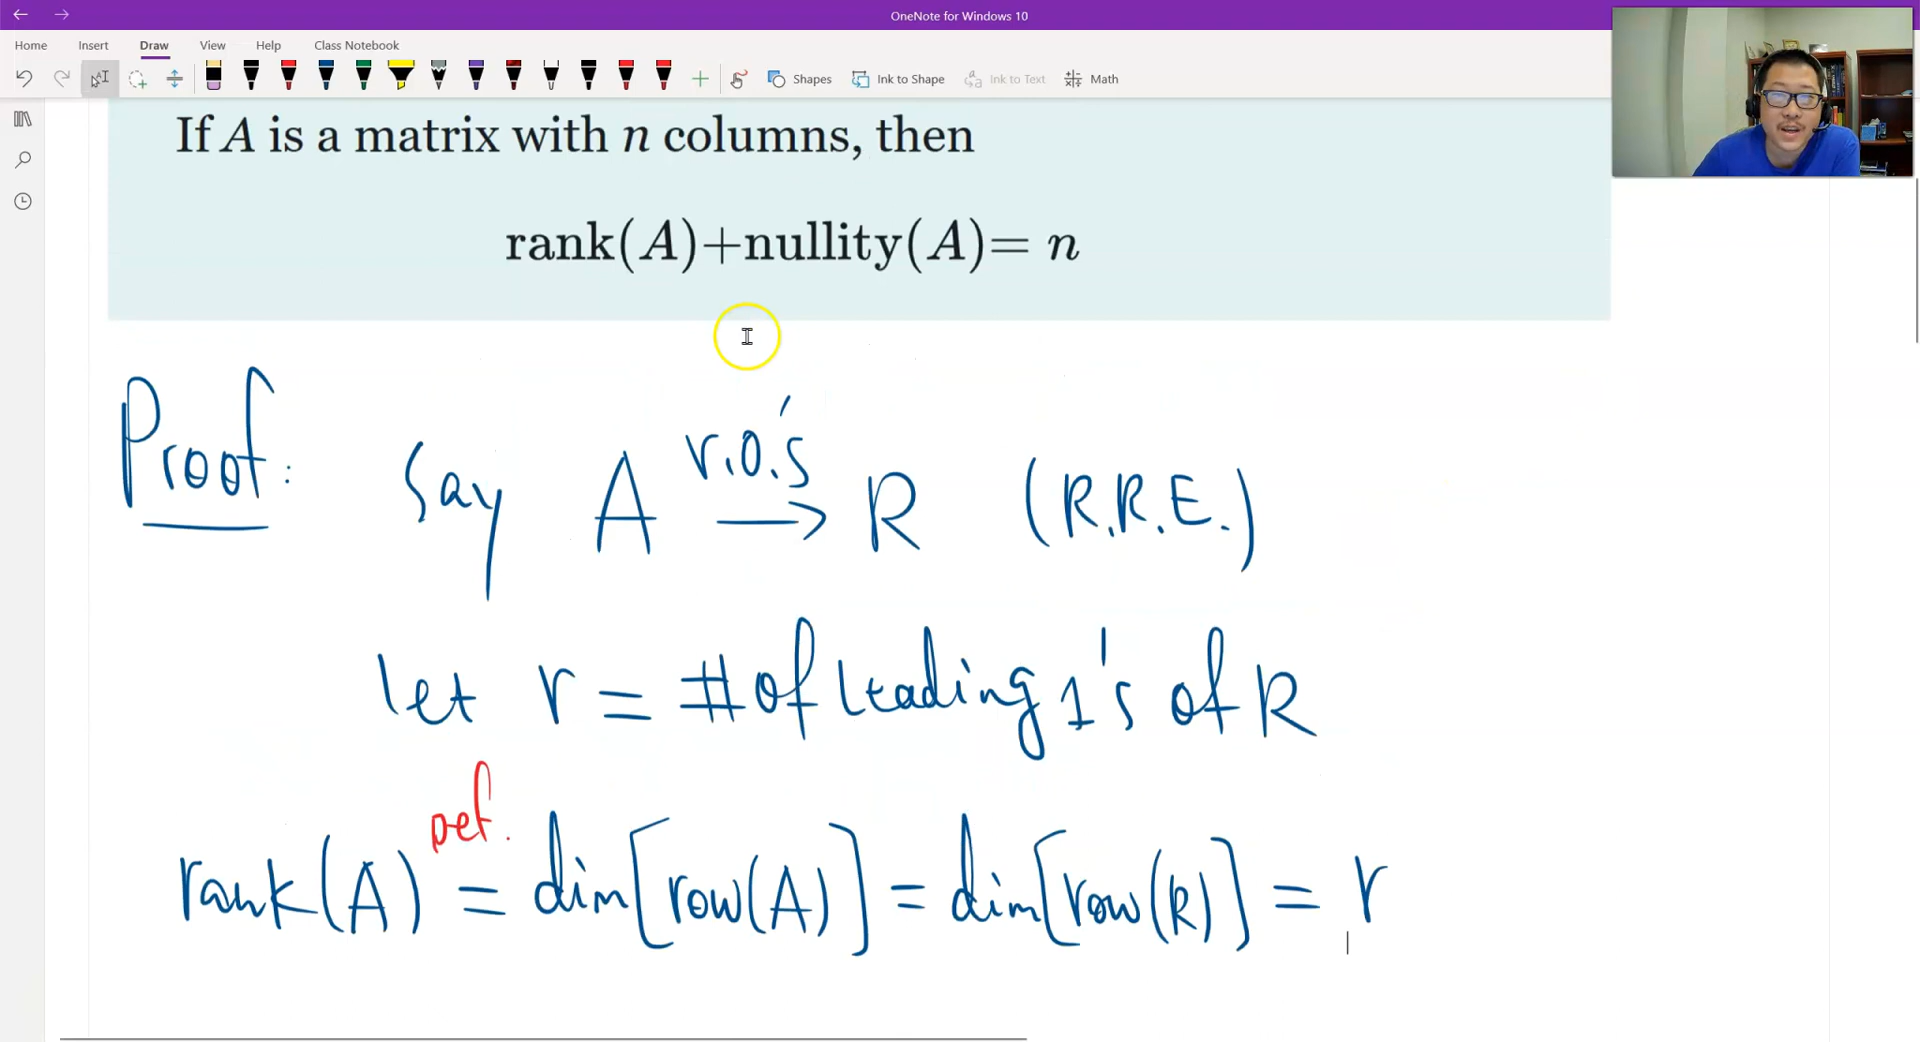 OneNote for Windows 10
Home Insert Draw View Help Class Notebook
Shapes Ink to Shape Ink to Text Math
If A is a matrix with n columns, then
rank(A)+nullity(A)= n
Proof: Say A r.o.'s → R (R.R.E.)
let r = # of leading 1's of R
Def.
rank(A) = dim[row(A)] = dim[row(R)] = r